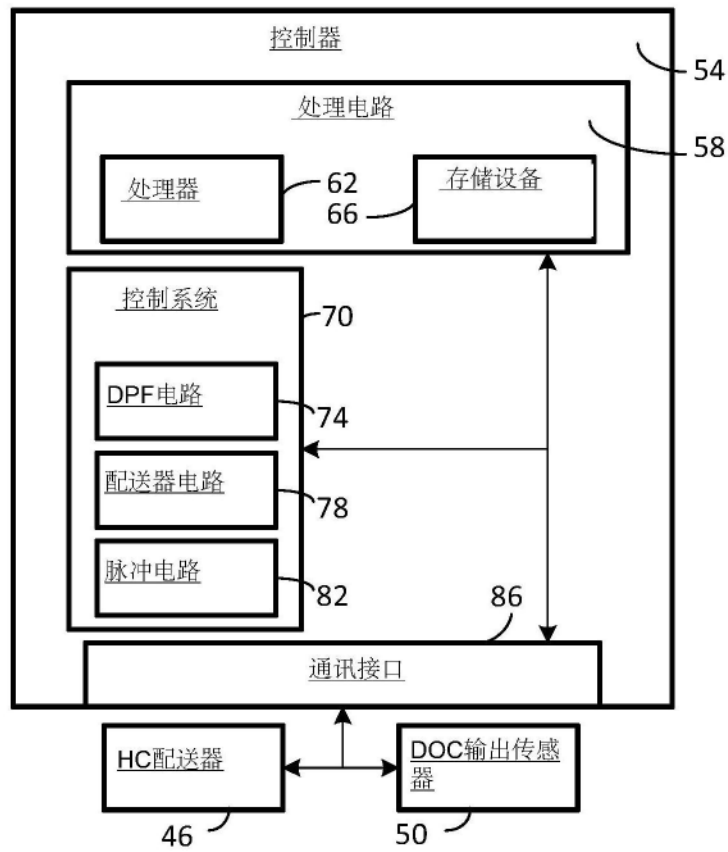 控制器
54
处理电路
58
处理器
62
66
存储设备
控制系统
70
DPF电路
74
配送器电路
78
脉冲电路
82
86
通讯接口
HC配送器
46
DOC输出传感
器
50